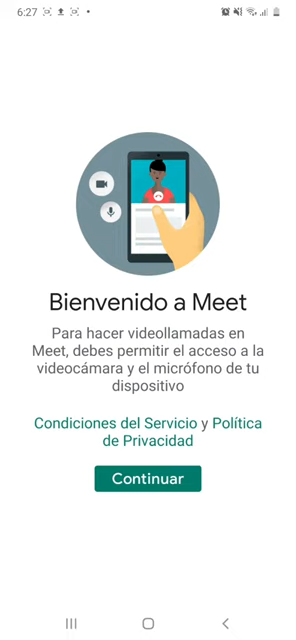 6:27
Bienvenido a Meet
Para hacer videollamadas en
Meet, debes permitir el acceso a la
videocámara y el micrófono de tu
dispositivo
Condiciones del Servicio y Política
de Privacidad
Continuar